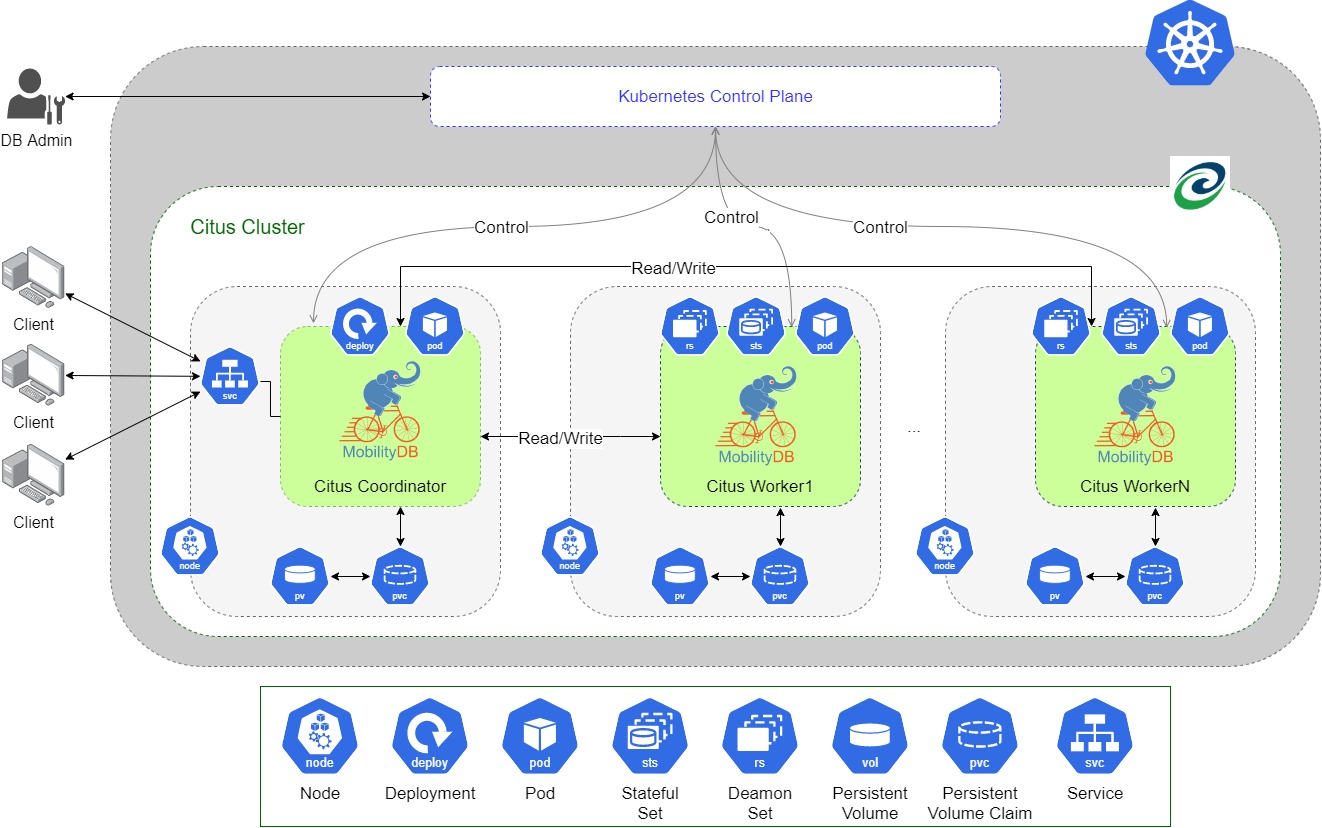 DB Admin
Kubernetes Control Plane
Citus Cluster
Control
Control
Control
Read/Write
Client
Client
Client
svc
deploy
pod
MobilityDB
Citus Coordinator
node
pv
pvc
Read/Write
rs
sts
pod
MobilityDB
Citus Worker1
node
pv
pvc
...
rs
sts
pod
MobilityDB
Citus WorkerN
node
pv
pvc
node
Node
deploy
Deployment
pod
Pod
sts
Stateful
Set
rs
Deamon
Set
vol
Persistent
Volume
pvc
Persistent
Volume Claim
svc
Service